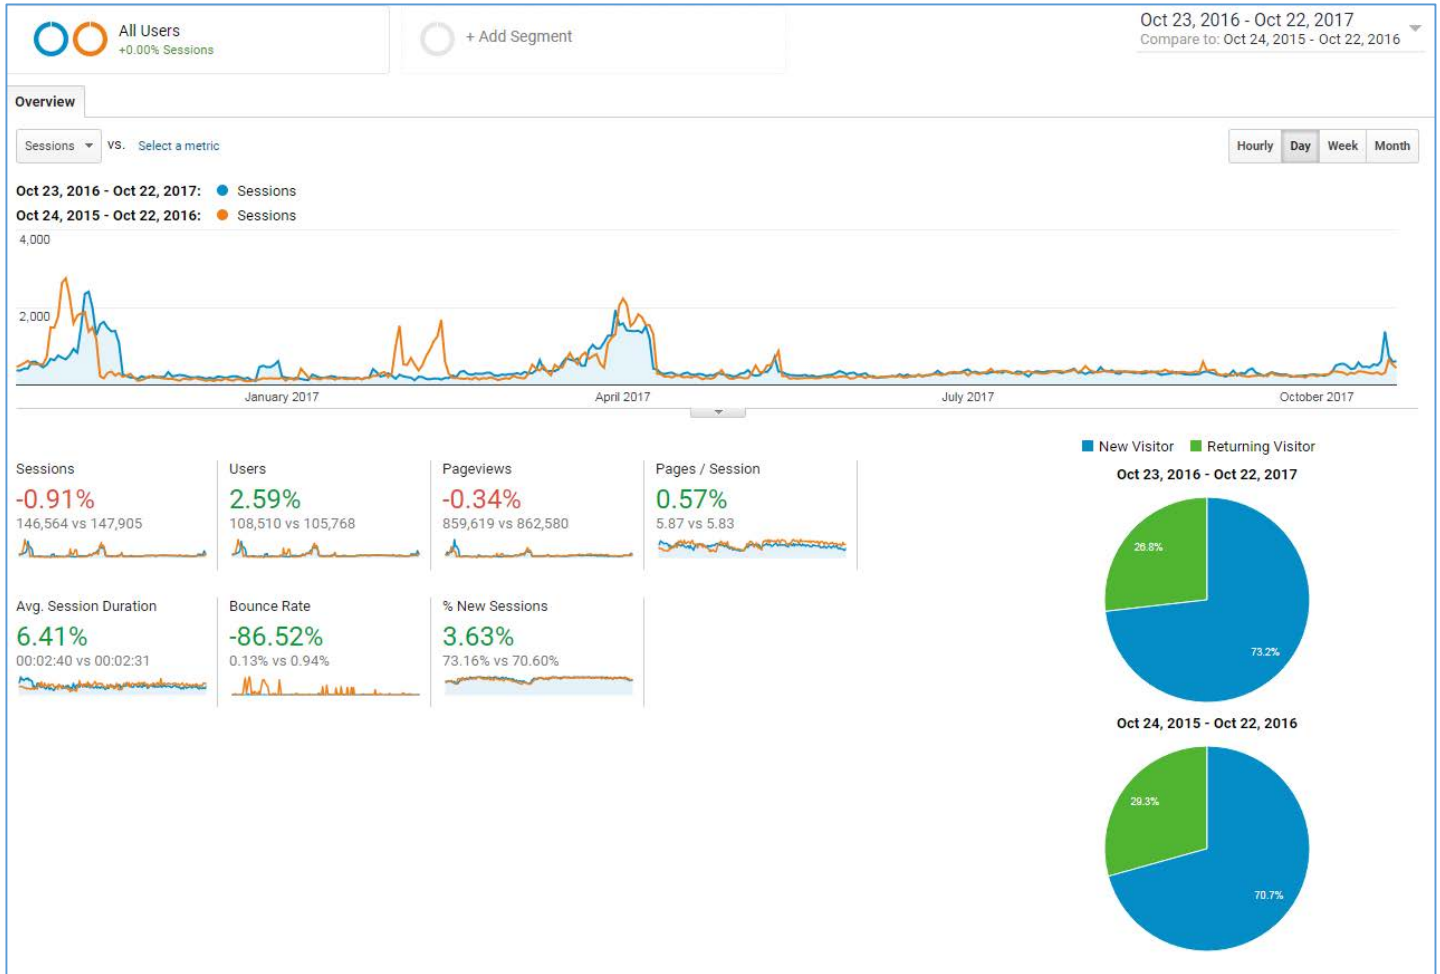 All Users
+0.00% Sessions
+ Add Segment
Oct 23, 2016 - Oct 22, 2017
Compare to: Oct 24, 2015 - Oct 22, 2016
Overview
Sessions VS. Select a metric
Hourly Day Week Month
Oct 23, 2016 - Oct 22, 2017: Sessions
Oct 24, 2015 - Oct 22, 2016: Sessions
4,000
2,000
January 2017 April 2017 July 2017 October 2017
Sessions
-0.91%
146,564 vs 147,905
Users
2.59%
108,510 vs 105,768
Pageviews
-0.34%
859,619 vs 862,580
Pages / Session
0.57%
5.87 vs 5.83
Avg. Session Duration
6.41%
00:02:40 vs 00:02:31
Bounce Rate
-86.52%
0.13% vs 0.94%
% New Sessions
3.63%
73.16% vs 70.60%
New Visitor Returning Visitor
Oct 23, 2016 - Oct 22, 2017
26.8%
73.2%
Oct 24, 2015 - Oct 22, 2016
29.3%
70.7%